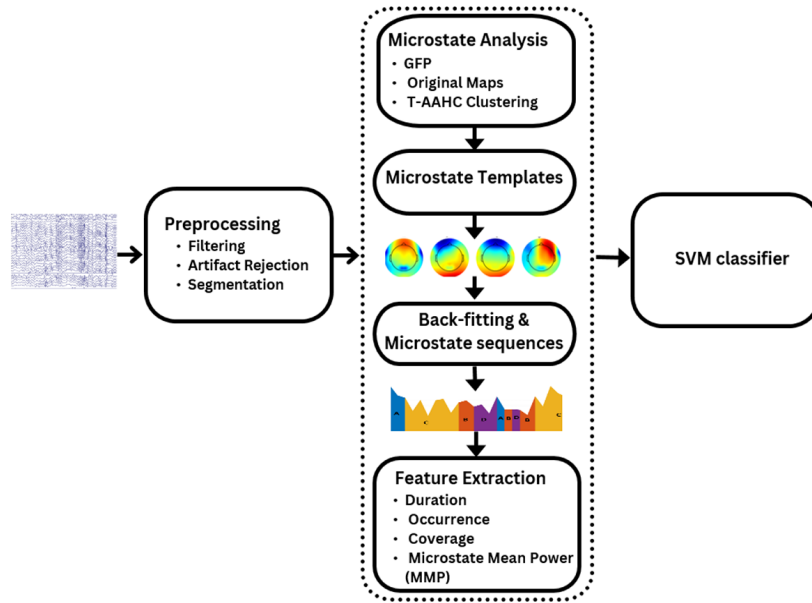 Preprocessing
• Filtering
• Artifact Rejection
• Segmentation
Microstate Analysis
• GFP
• Original Maps
• T-AAHC Clustering
Microstate Templates
Back-fitting &
Microstate sequences
A
C
B
D
A
B
D
B
C
Feature Extraction
• Duration
• Occurrence
• Coverage
• Microstate Mean Power
(MMP)
SVM classifier